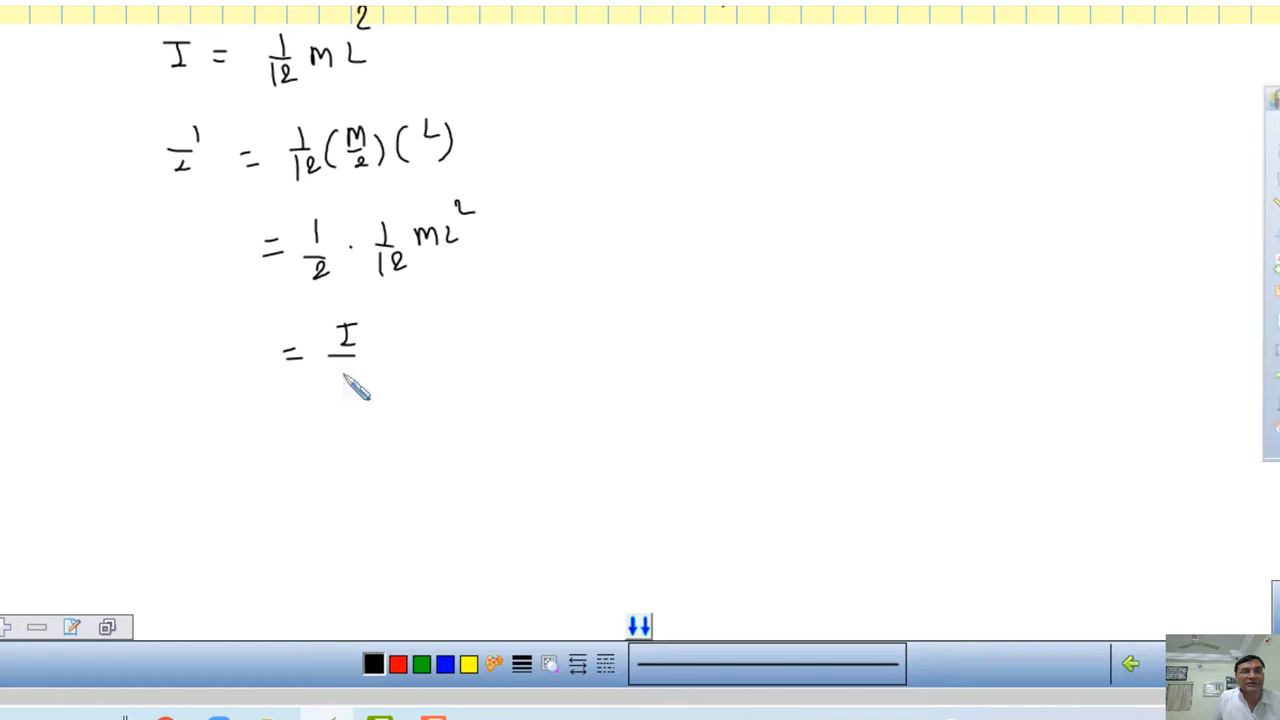 I = 1/12 mL²
I' = 1/12 (M/2) (L)
= 1/2 · 1/12 mL²
= I/